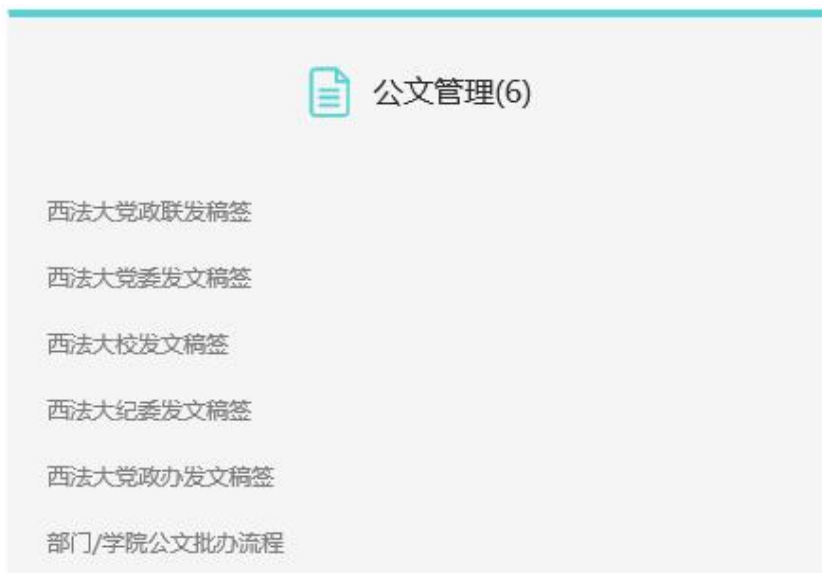 公文管理(6)
西法大党政联发稿签
西法大党委发文稿签
西法大校发文稿签
西法大纪委发文稿签
西法大党政办发文稿签
部门/学院公文批办流程